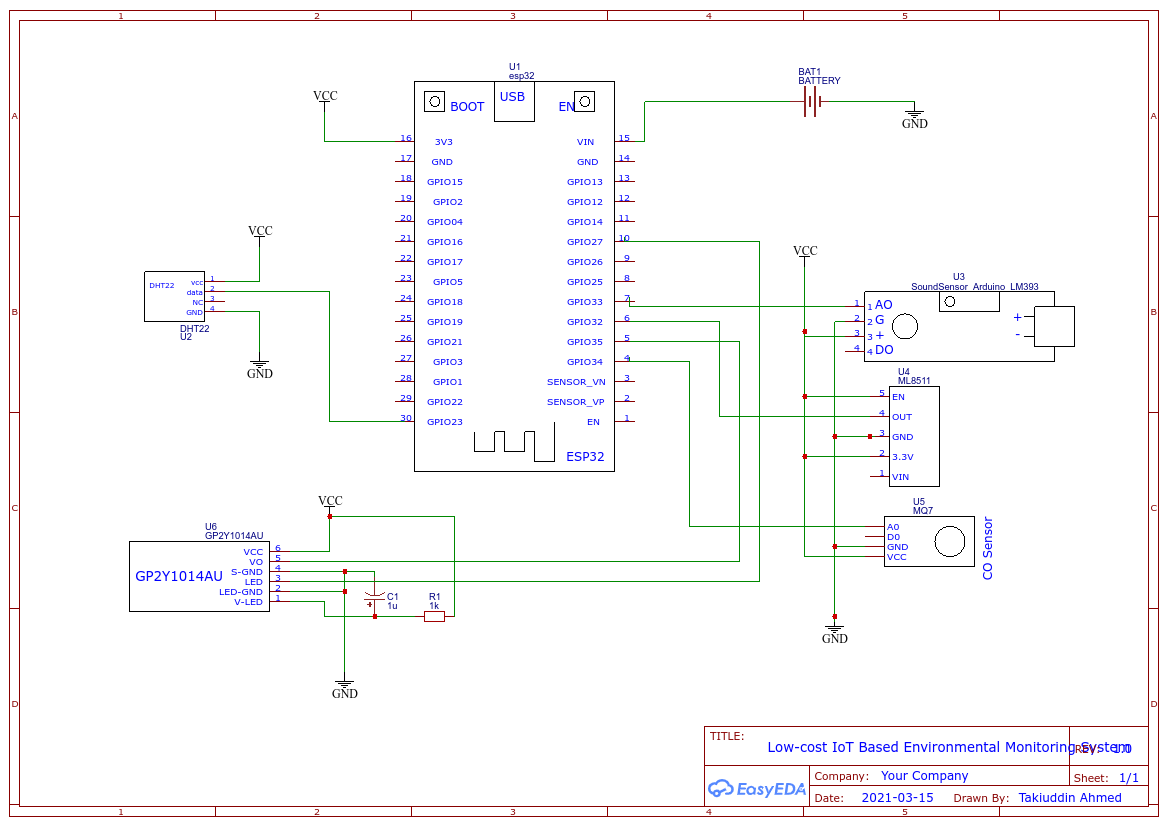 1 2 3 4 5
A A
B B
C C
D D
U1
esp32
BOOT USB EN
VCC
16 3V3 VIN 15
17 GND GND 14
18 GPIO15 GPIO13 13
19 GPIO2 GPIO12 12
20 GPIO04 GPIO14 11
21 GPIO16 GPIO27 10
22 GPIO17 GPIO26 9
23 GPIO5 GPIO25 8
24 GPIO18 GPIO33 7
25 GPIO19 GPIO32 6
26 GPIO21 GPIO35 5
27 GPIO3 GPIO34 4
28 GPIO1 SENSOR_VN 3
29 GPIO22 SENSOR_VP 2
30 GPIO23 EN 1
ESP32
BAT1
BATTERY
GND
VCC
DHT22
vcc 1
data 2
NC 3
GND 4
DHT22
U2
GND
VCC
U3
SoundSensor_Arduino_LM393
1 1 AO
2 2 G
3 3 +
4 4 DO
+
-
U4
ML8511
5 EN
4 OUT
3 GND
2 3.3V
1 VIN
U5
MQ7
A0
D0
GND
VCC
CO Sensor
GND
VCC
U6
GP2Y1014AU
GP2Y1014AU
VCC 6
VO 5
S-GND 4
LED 3
LED-GND 2
V-LED 1
+
C1
1u
R1
1k
GND
TITLE:
Low-cost IoT Based Environmental Monitoring System
REV: 1.0
EasyEDA
Company: Your Company
Sheet: 1/1
Date: 2021-03-15 Drawn By: Takiuddin Ahmed
1 2 3 4 5